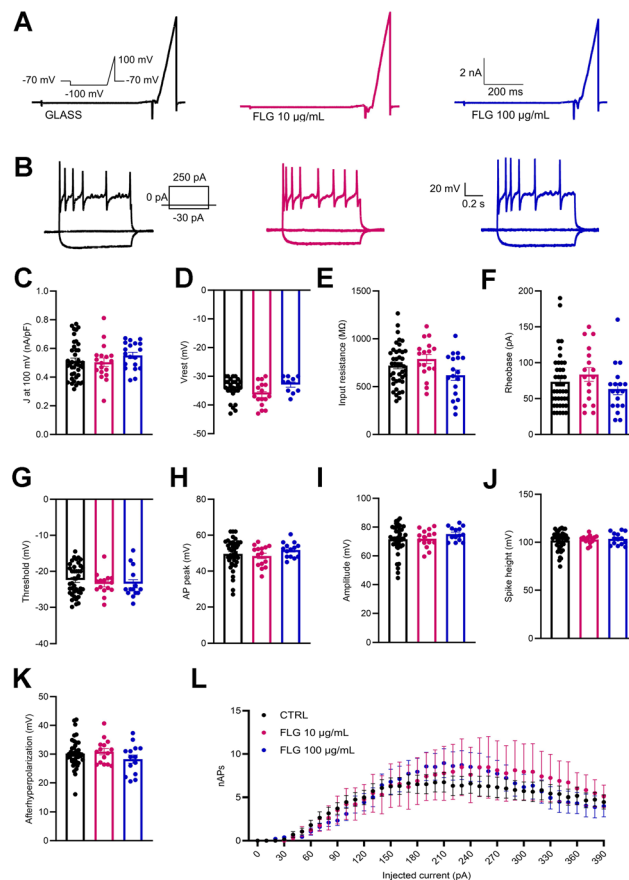 A
-70 mV
100 mV
-70 mV
-100 mV
GLASS
FLG 10 µg/mL
2 nA
200 ms
FLG 100 µg/mL
B
250 pA
0 pA
-30 pA
20 mV
0.2 s
C
J at 100 mV (nA/pF)
1.0
0.8
0.6
0.4
0.2
0.0
D
Vrest (mV)
0
-10
-20
-30
-40
-50
E
Input resistance (MΩ)
1500
1000
500
0
F
Rheobase (pA)
200
150
100
50
0
G
Threshold (mV)
0
-10
-20
-30
-40
H
AP peak (mV)
80
60
40
20
0
I
Amplitude (mV)
100
80
60
40
20
0
J
Spike height (mV)
150
100
50
0
K
Afterhyperpolarization (mV)
50
40
30
20
10
0
L
nAPs
15
10
5
0
CTRL
FLG 10 µg/mL
FLG 100 µg/mL
0
30
60
90
120
150
180
210
240
270
300
330
360
390
Injected current (pA)